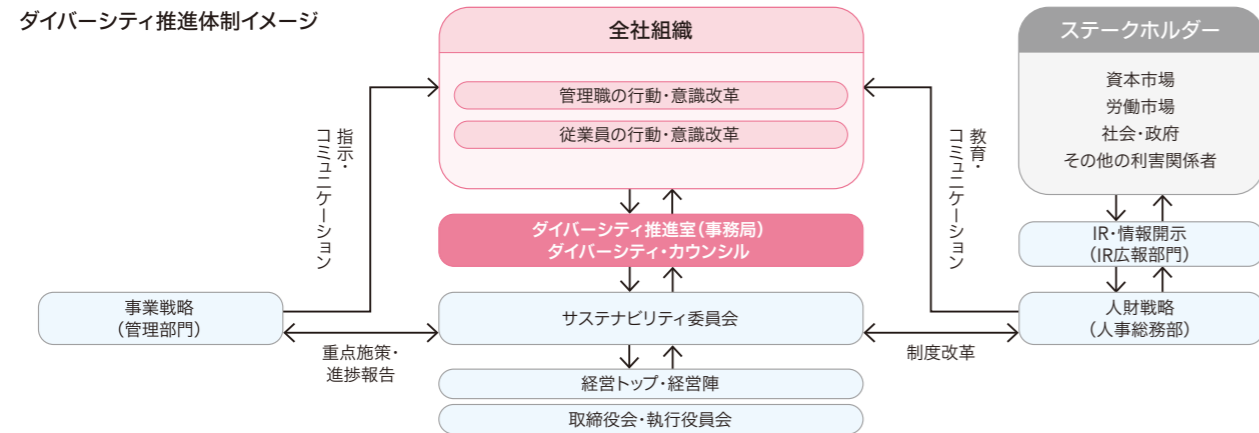 ダイバーシティ推進体制イメージ
全社組織
管理職の行動・意識改革
従業員の行動・意識改革
ステークホルダー
資本市場
労働市場
社会・政府
その他の利害関係者
指示・
コミュニケーション
教育・
コミュニケーション
ダイバーシティ推進室(事務局)
ダイバーシティ・カウンシル
IR・情報開示
(IR広報部門)
事業戦略
(管理部門)
サステナビリティ委員会
人財戦略
(人事総務部)
重点施策・
進捗報告
制度改革
経営トップ・経営陣
取締役会・執行役員会